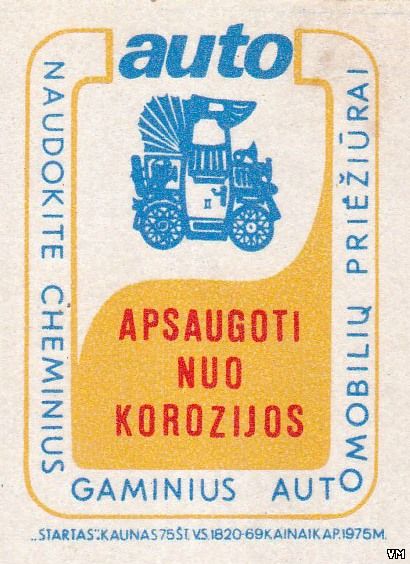 auto
NAUDOKITE CHEMINIUS GAMINIUS AUTOMOBILIŲ PRIEŽIŪRAI
II
APSAUGOTI
NUO
KOROZIJOS
„STARTAS“.KAUNAS 75 ŠT. V.S. 1820-69 KAINA 1 KAP. 1975 M.
VM